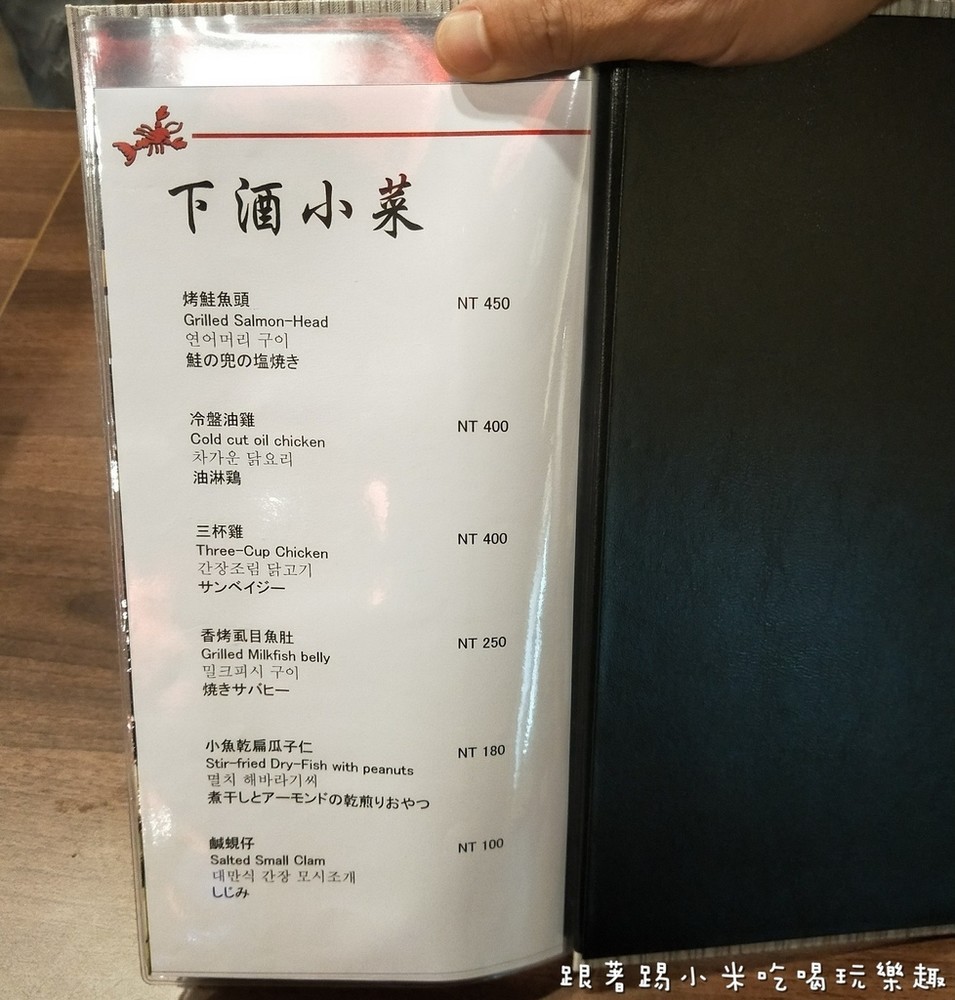 下酒小菜
烤鮭魚頭 NT 450
Grilled Salmon-Head
연어머리 구이
鮭の兜の塩焼き
冷盤油雞 NT 400
Cold cut oil chicken
차가운 닭요리
油淋鶏
三杯雞 NT 400
Three-Cup Chicken
간장조림 닭고기
サンベイジー
香烤虱目魚肚 NT 250
Grilled Milkfish belly
밀크피시 구이
焼きサバヒー
小魚乾扁瓜子仁 NT 180
Stir-fried Dry-Fish with peanuts
멸치 해바라기씨
煮干しとアーモンドの乾煎りおやつ
鹹蜆仔 NT 100
Salted Small Clam
대만식 간장 모시조개
しじみ
跟著踢小米吃喝玩樂趣